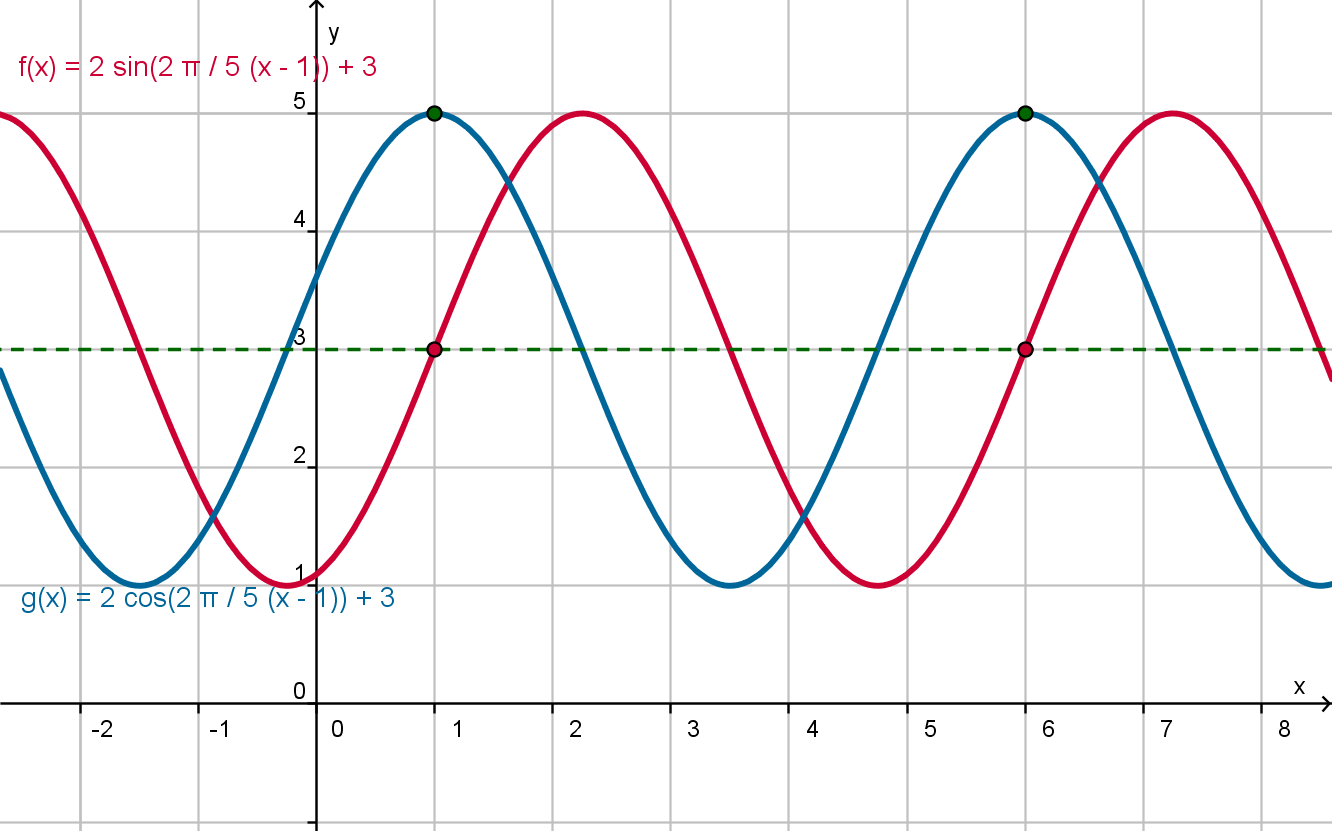 y
f(x) = 2 sin(2 π / 5 (x - 1)) + 3
5
4
3
2
1
g(x) = 2 cos(2 π / 5 (x - 1)) + 3
0
x
-2 -1 0 1 2 3 4 5 6 7 8